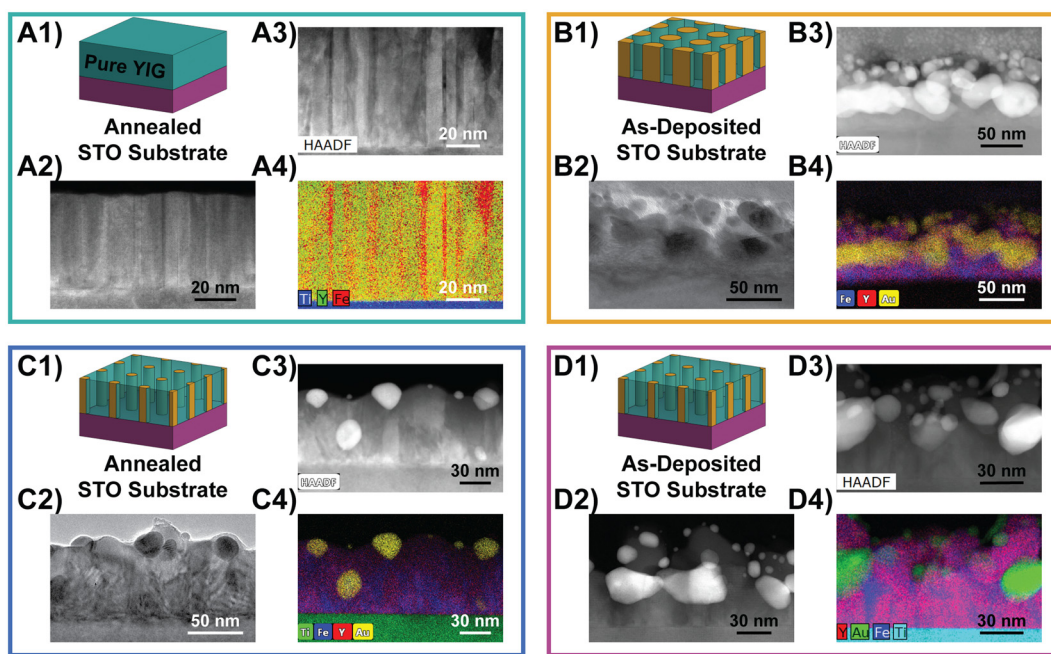 A1)
Pure YIG
Annealed
STO Substrate
A2)
20 nm
A3)
HAADF
20 nm
A4)
Ti Y Fe
20 nm
B1)
As-Deposited
STO Substrate
B2)
50 nm
B3)
HAADF
50 nm
B4)
Fe Y Au
50 nm
C1)
Annealed
STO Substrate
C2)
50 nm
C3)
HAADF
30 nm
C4)
Ti Fe Y Au
30 nm
D1)
As-Deposited
STO Substrate
D2)
30 nm
D3)
HAADF
30 nm
D4)
Y Au Fe Ti
30 nm